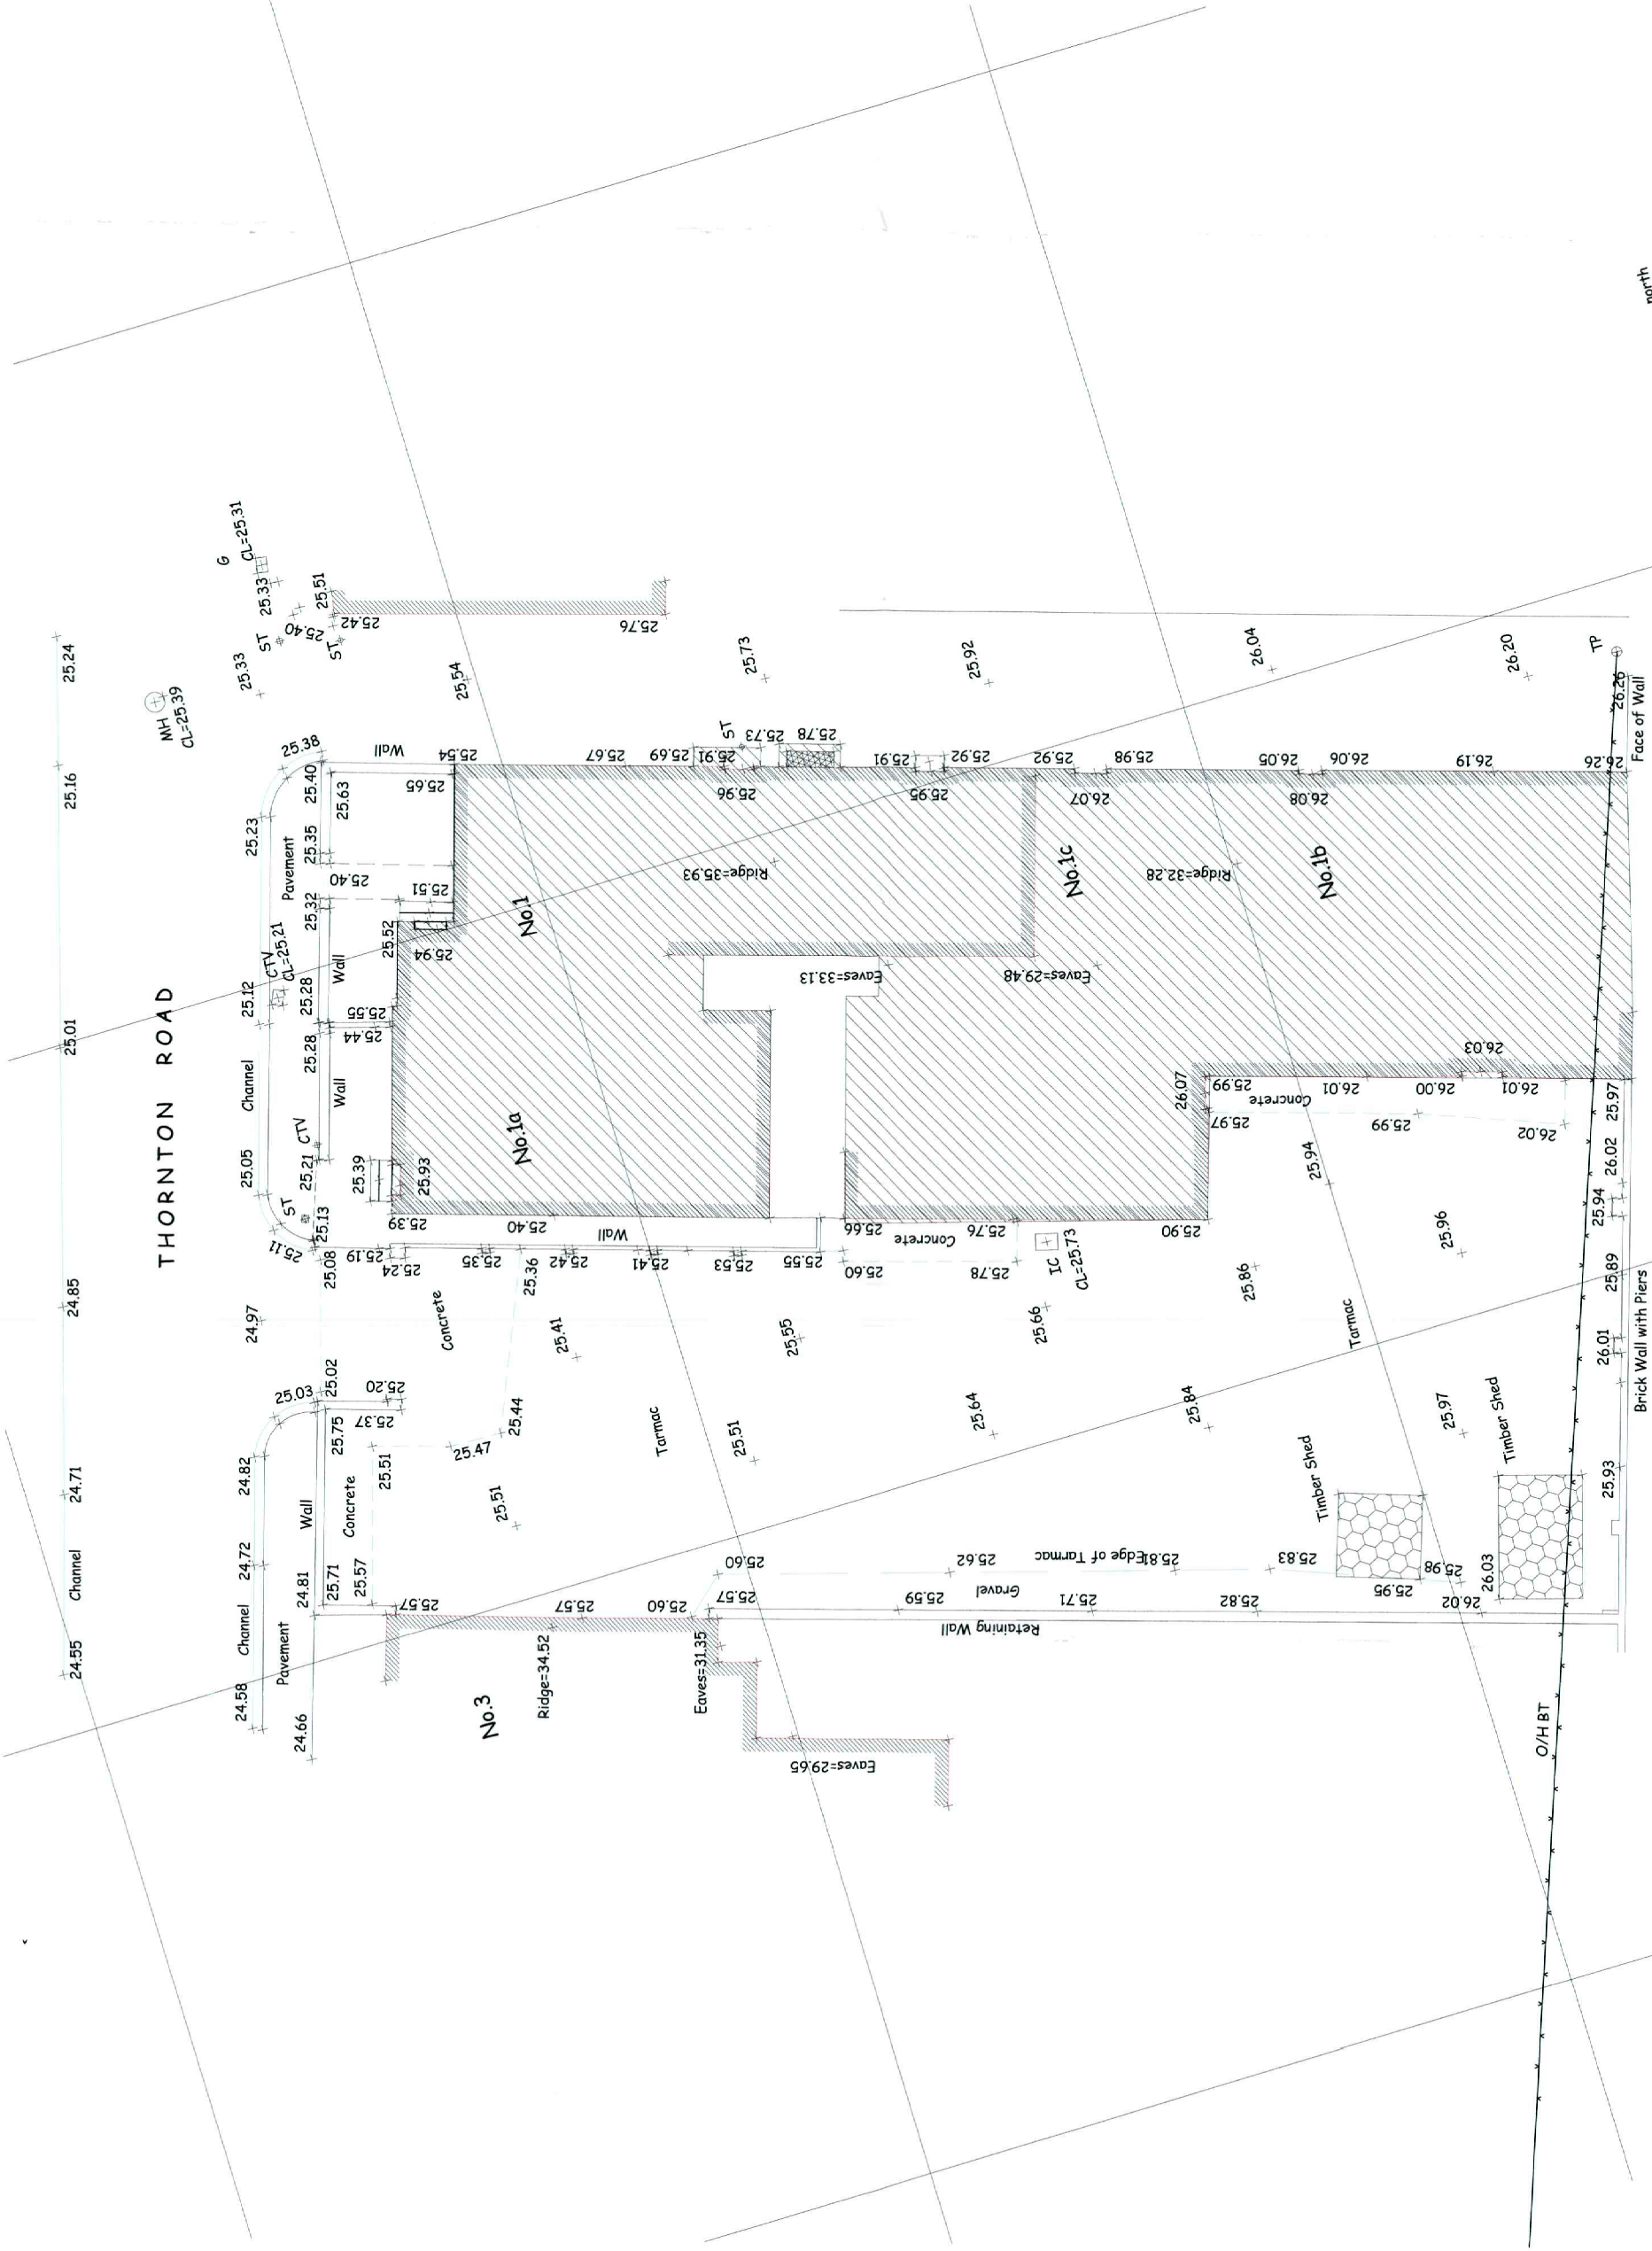 north
G
CL=25.31
25.33
25.51
ST
25.40
25.42
ST
25.76
25.24
25.33
MH
CL=25.39
25.54
25.73
25.92
26.04
26.20
TP
26.26
Face of Wall
25.16
25.38
Wall
25.40
25.63
25.65
25.54
25.67
25.69
25.91
ST
25.73
25.78
25.91
25.92
25.92
25.98
26.05
26.06
26.19
26.26
25.96
25.95
26.07
26.08
25.23
Pavement
25.35
25.40
25.51
25.32
25.52
25.94
No.1
Ridge=35.93
No.1c
Ridge=32.28
No.1b
CTV
CL=25.21
25.12
25.28
Wall
25.55
25.44
Eaves=33.13
Eaves=29.48
THORNTON ROAD
25.01
Channel
25.28
Wall
25.05
CTV
25.21
25.39
25.93
No.1a
26.07
25.99
26.01
26.00
26.03
26.01
25.97
Concrete
25.97
25.99
26.02
26.02
25.94
ST
25.13
25.11
25.08
25.19
25.24
25.39
25.40
Wall
25.35
25.36
25.42
25.41
25.53
25.55
25.66
25.60
Concrete
25.76
25.78
IC
CL=25.73
25.90
25.94
25.96
25.89
24.85
24.97
Concrete
25.41
25.55
25.66
25.86
Tarmac
26.01
Brick Wall with Piers
25.03
25.02
25.20
25.37
25.75
25.51
25.47
25.44
Tarmac
25.51
25.64
25.84
25.97
Timber Shed
Timber Shed
25.93
24.71
24.82
Wall
Concrete
25.51
Channel
24.72
24.81
25.71
25.57
25.60
25.62
Edge of Tarmac
25.81
25.83
25.98
25.95
26.03
26.02
Channel
Pavement
25.57
25.57
25.60
25.57
25.59
Gravel
25.71
25.82
Retaining Wall
24.55
24.58
24.66
No.3
Ridge=34.52
Eaves=31.35
Eaves=29.65
O/H BT